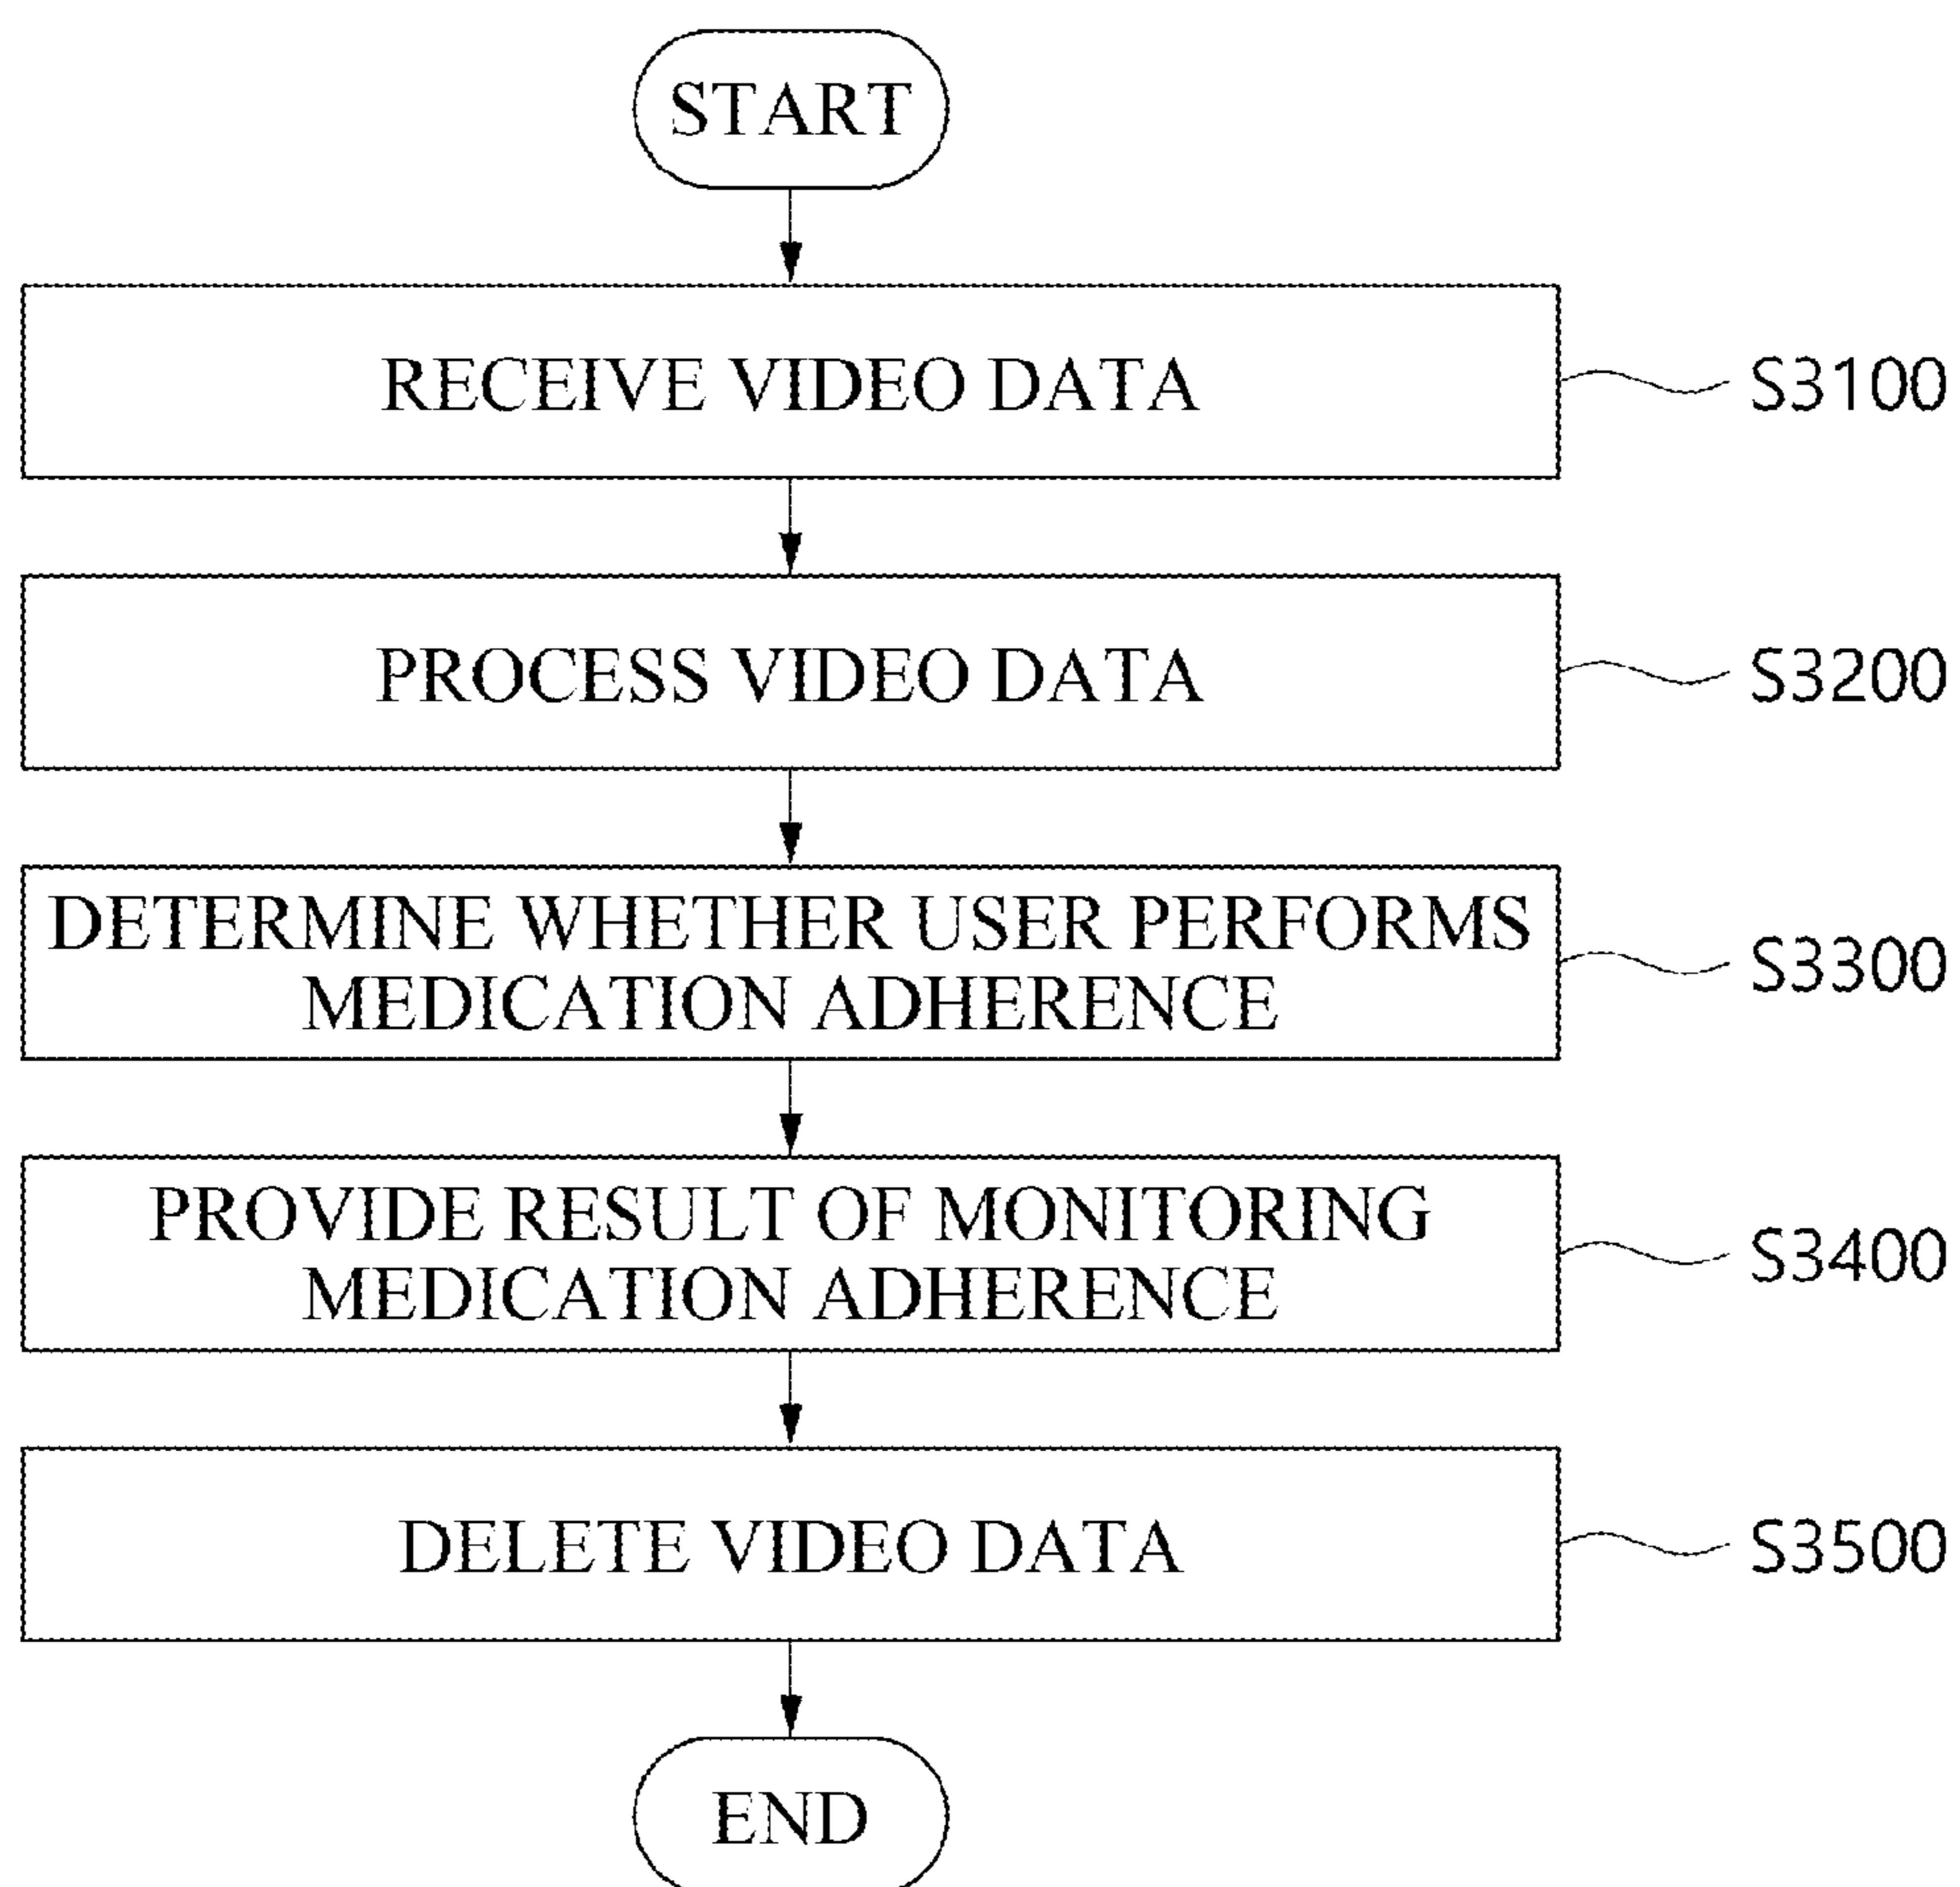 START
RECEIVE VIDEO DATA
S3100
PROCESS VIDEO DATA
S3200
DETERMINE WHETHER USER PERFORMS
MEDICATION ADHERENCE
S3300
PROVIDE RESULT OF MONITORING
MEDICATION ADHERENCE
S3400
DELETE VIDEO DATA
S3500
END